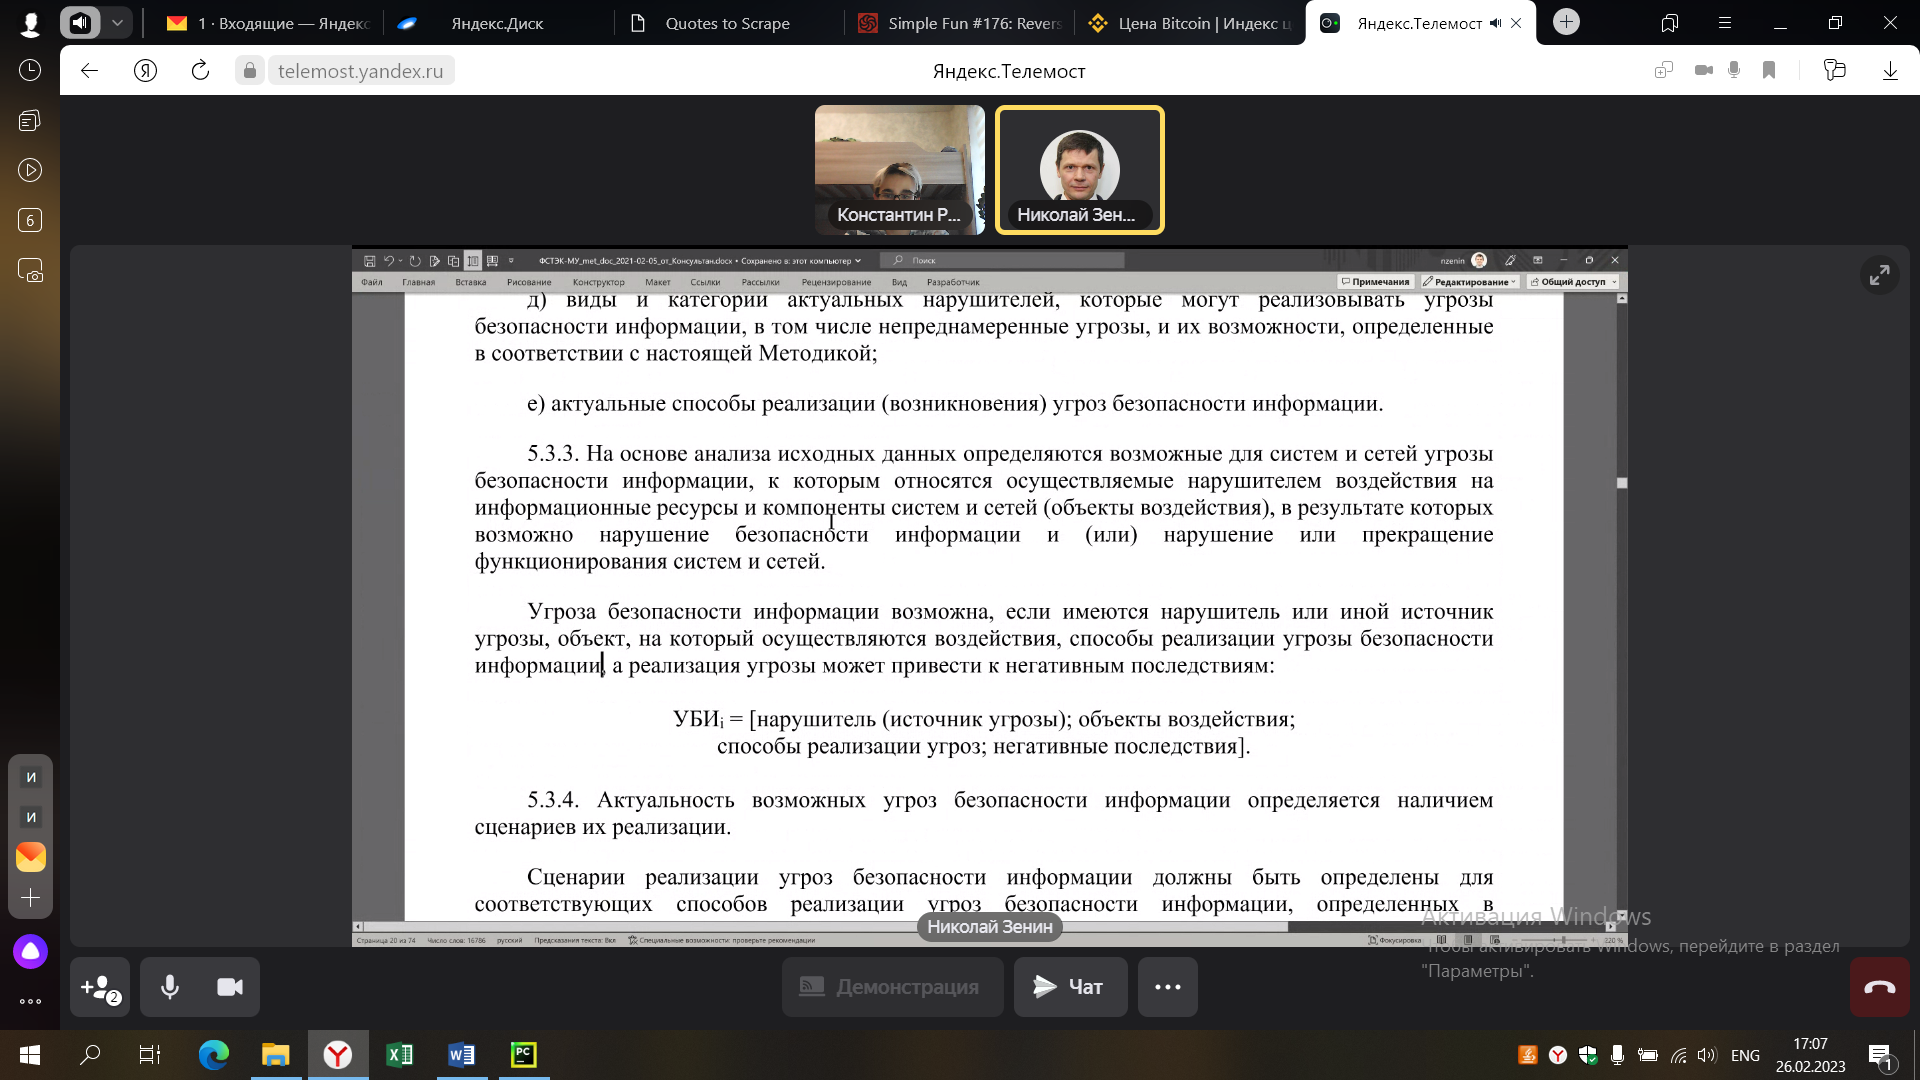 1 · Входящие — Яндекс
Яндекс.Диск
Quotes to Scrape
Simple Fun #176: Revers
Цена Bitcoin | Индекс ц
Яндекс.Телемост
telemost.yandex.ru
Яндекс.Телемост
6
Константин Р...
Николай Зен...
ФСТЭК-МУ_met_doc_2021-02-05_от_Консультан.docx • Сохранено в: этот компьютер
Поиск
nzenin
Файл Главная Вставка Рисование Конструктор Макет Ссылки Рассылки Рецензирование Вид Разработчик
Примечания Редактирование Общий доступ
д) виды и категории актуальных нарушителей, которые могут реализовывать угрозы
безопасности информации, в том числе непреднамеренные угрозы, и их возможности, определенные
в соответствии с настоящей Методикой;
е) актуальные способы реализации (возникновения) угроз безопасности информации.
5.3.3. На основе анализа исходных данных определяются возможные для систем и сетей угрозы
безопасности информации, к которым относятся осуществляемые нарушителем воздействия на
информационные ресурсы и компоненты систем и сетей (объекты воздействия), в результате которых
возможно нарушение безопасности информации и (или) нарушение или прекращение
функционирования систем и сетей.
Угроза безопасности информации возможна, если имеются нарушитель или иной источник
угрозы, объект, на который осуществляются воздействия, способы реализации угрозы безопасности
информации, а реализация угрозы может привести к негативным последствиям:
УБИi = [нарушитель (источник угрозы); объекты воздействия;
способы реализации угроз; негативные последствия].
5.3.4. Актуальность возможных угроз безопасности информации определяется наличием
сценариев их реализации.
Сценарии реализации угроз безопасности информации должны быть определены для
соответствующих способов реализации угроз безопасности информации, определенных в
Николай Зенин
Страница 20 из 74 Число слов: 16786 русский Предсказания текста: Вкл Специальные возможности: проверьте рекомендации
Фокусировка
320 %
Активация Windows
Чтобы активировать Windows, перейдите в раздел
"Параметры".
И
И
2
Демонстрация
Чат
ENG
17:07
26.02.2023
1